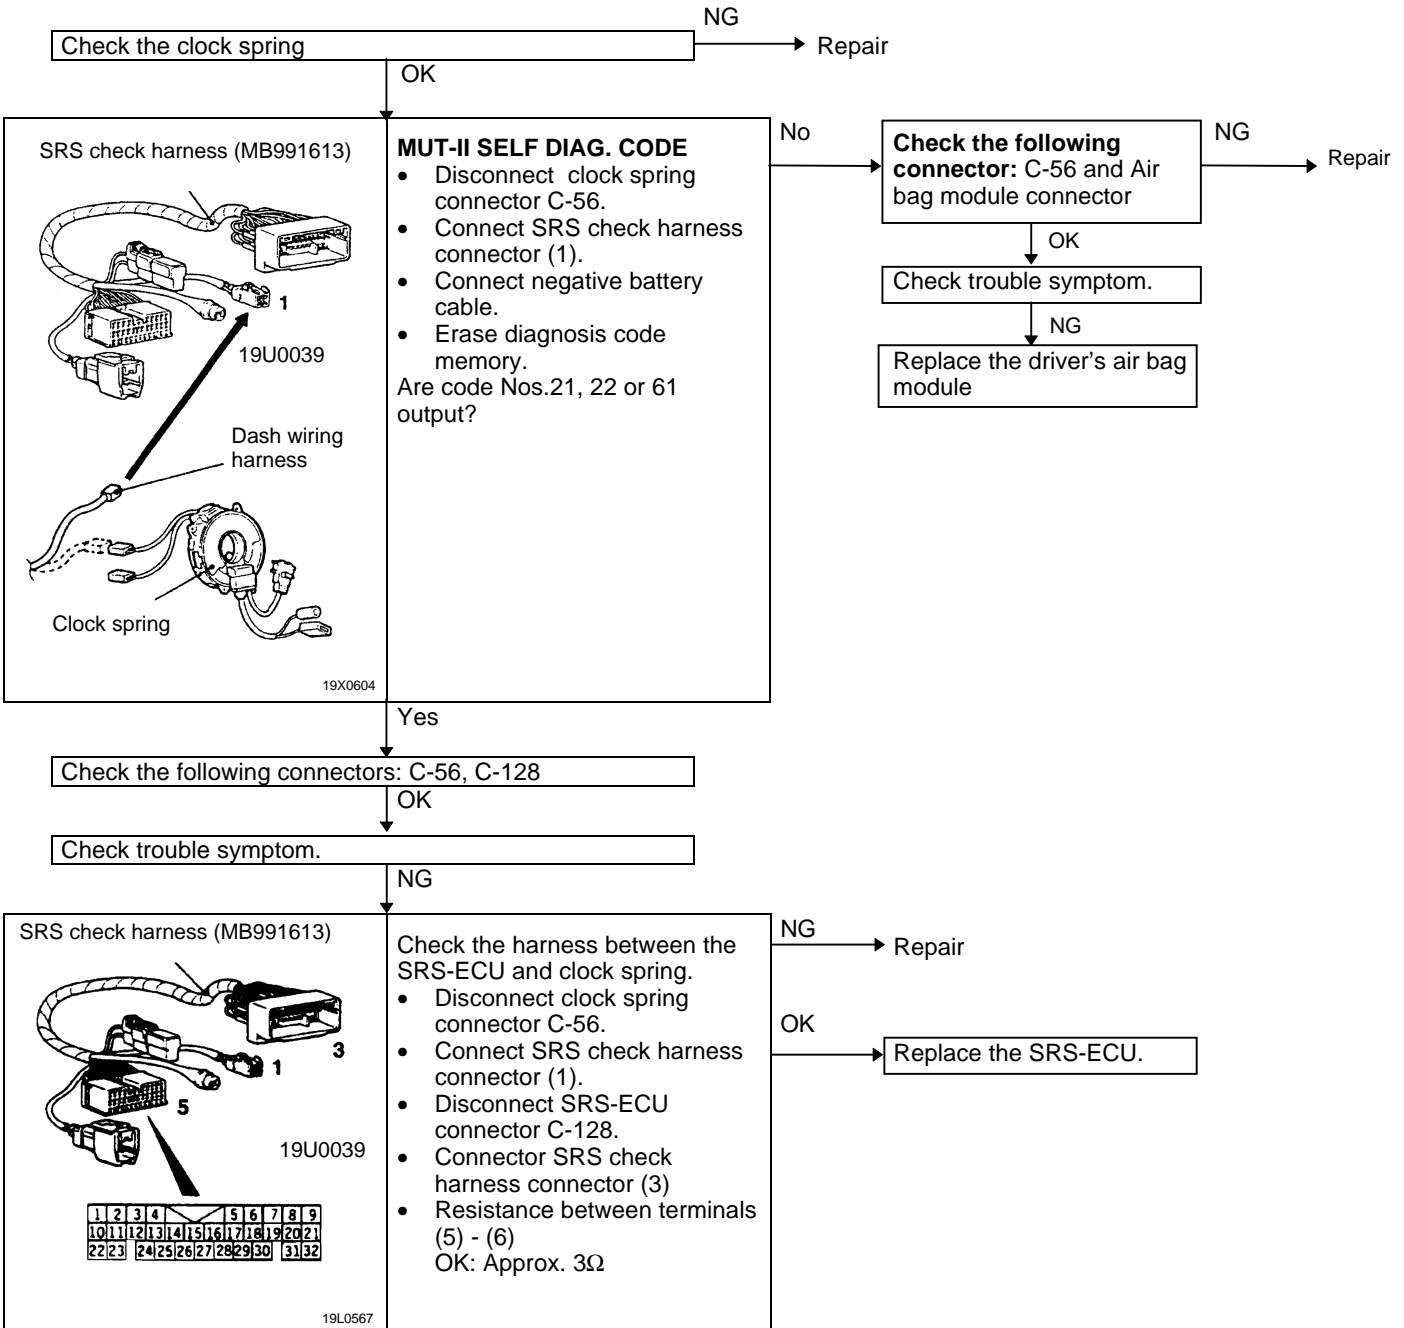 NG
Check the clock spring
Repair
OK
SRS check harness (MB991613)
1
19U0039
Dash wiring
harness
Clock spring
19X0604
MUT-II SELF DIAG. CODE
• Disconnect clock spring
connector C-56.
• Connect SRS check harness
connector (1).
• Connect negative battery
cable.
• Erase diagnosis code
memory.
Are code Nos.21, 22 or 61
output?
No
Check the following
connector: C-56 and Air
bag module connector
NG
Repair
OK
Check trouble symptom.
NG
Replace the driver's air bag
module
Yes
Check the following connectors: C-56, C-128
OK
Check trouble symptom.
NG
SRS check harness (MB991613)
3
1
5
19U0039
1 2 3 4 5 6 7 8 9
10 11 12 13 14 15 16 17 18 19 20 21
22 23 24 25 26 27 28 29 30 31 32
19L0567
Check the harness between the
SRS-ECU and clock spring.
• Disconnect clock spring
connector C-56.
• Connect SRS check harness
connector (1).
• Disconnect SRS-ECU
connector C-128.
• Connector SRS check
harness connector (3)
• Resistance between terminals
(5) - (6)
OK: Approx. 3Ω
NG
Repair
OK
Replace the SRS-ECU.